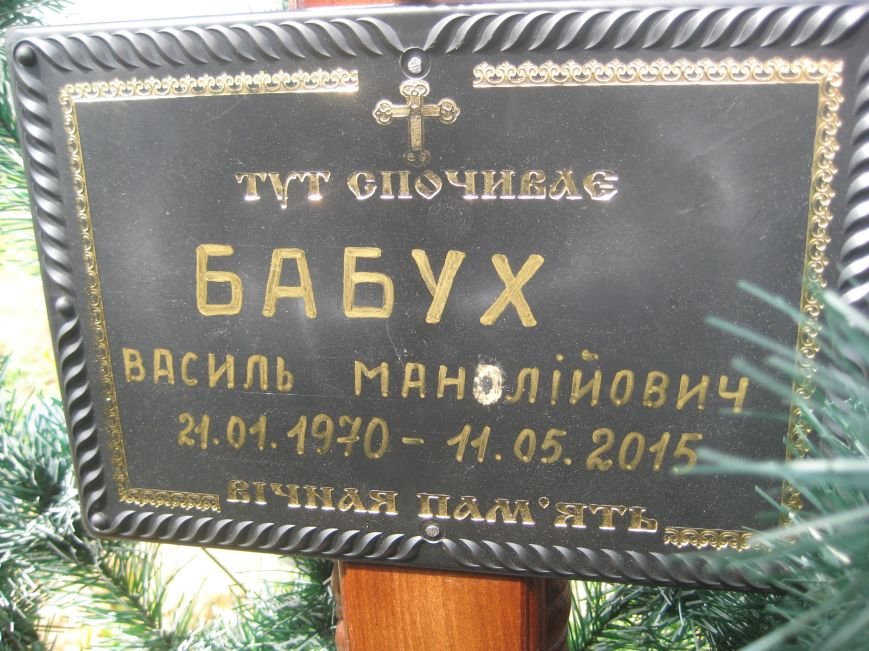 ТУТ СПОЧИВАЄ
БАБУХ
ВАСИЛЬ МАНОЛІЙОВИЧ
21.01.1970 – 11.05.2015
ВІЧНАЯ ПАМ'ЯТЬ